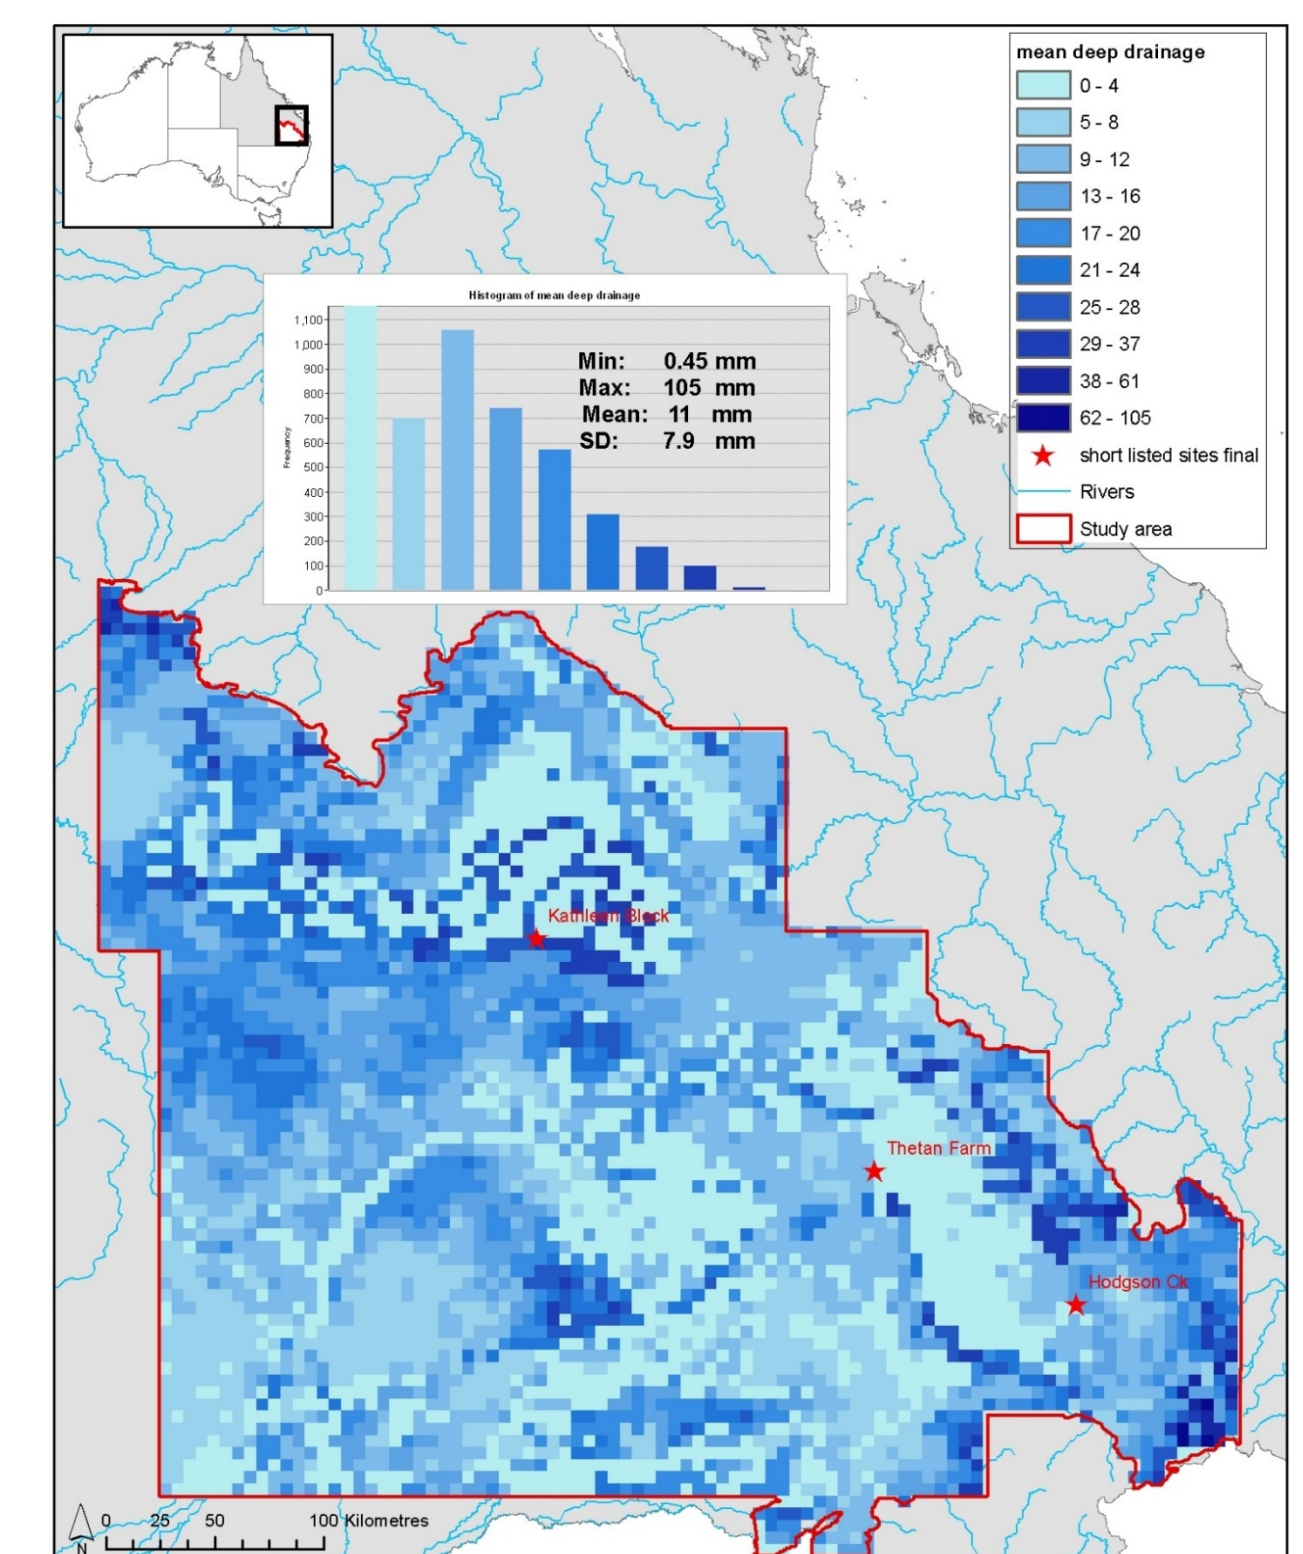 mean deep drainage
0 - 4
5 - 8
9 - 12
13 - 16
17 - 20
21 - 24
25 - 28
29 - 37
38 - 61
62 - 105
short listed sites final
Rivers
Study area
Histogram of mean deep drainage
Frequency
1,100
1,000
900
800
700
600
500
400
300
200
100
0
Min: 0.45 mm
Max: 105 mm
Mean: 11 mm
SD: 7.9 mm
Kathleen Block
Thetan Farm
Hodgson Ck
N
0 25 50 100 Kilometres